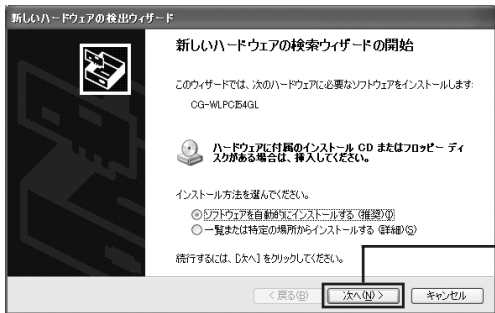 新しいハードウェアの検出ウィザード
新しいハードウェアの検索ウィザードの開始
このウィザードでは、次のハードウェアに必要なソフトウェアをインストールします:
CG-WLPCB54GL
ハードウェアに付属のインストール CD またはフロッピー ディ
スクがある場合は、挿入してください。
インストール方法を選んでください。
ソフトウェアを自動的にインストールする (推奨)(I)
一覧または特定の場所からインストールする (詳細)(S)
続行するには、[次へ] をクリックしてください。
< 戻る(B) 次へ(N) > キャンセル